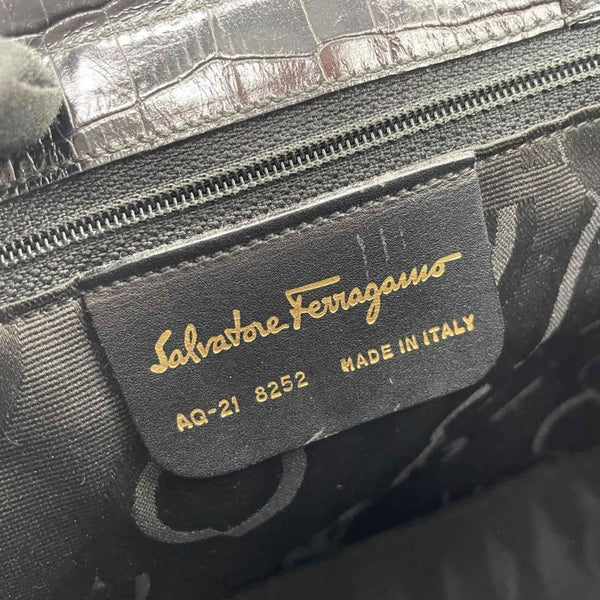 Salvatore Ferragamo
AQ-21 8252 MADE IN ITALY